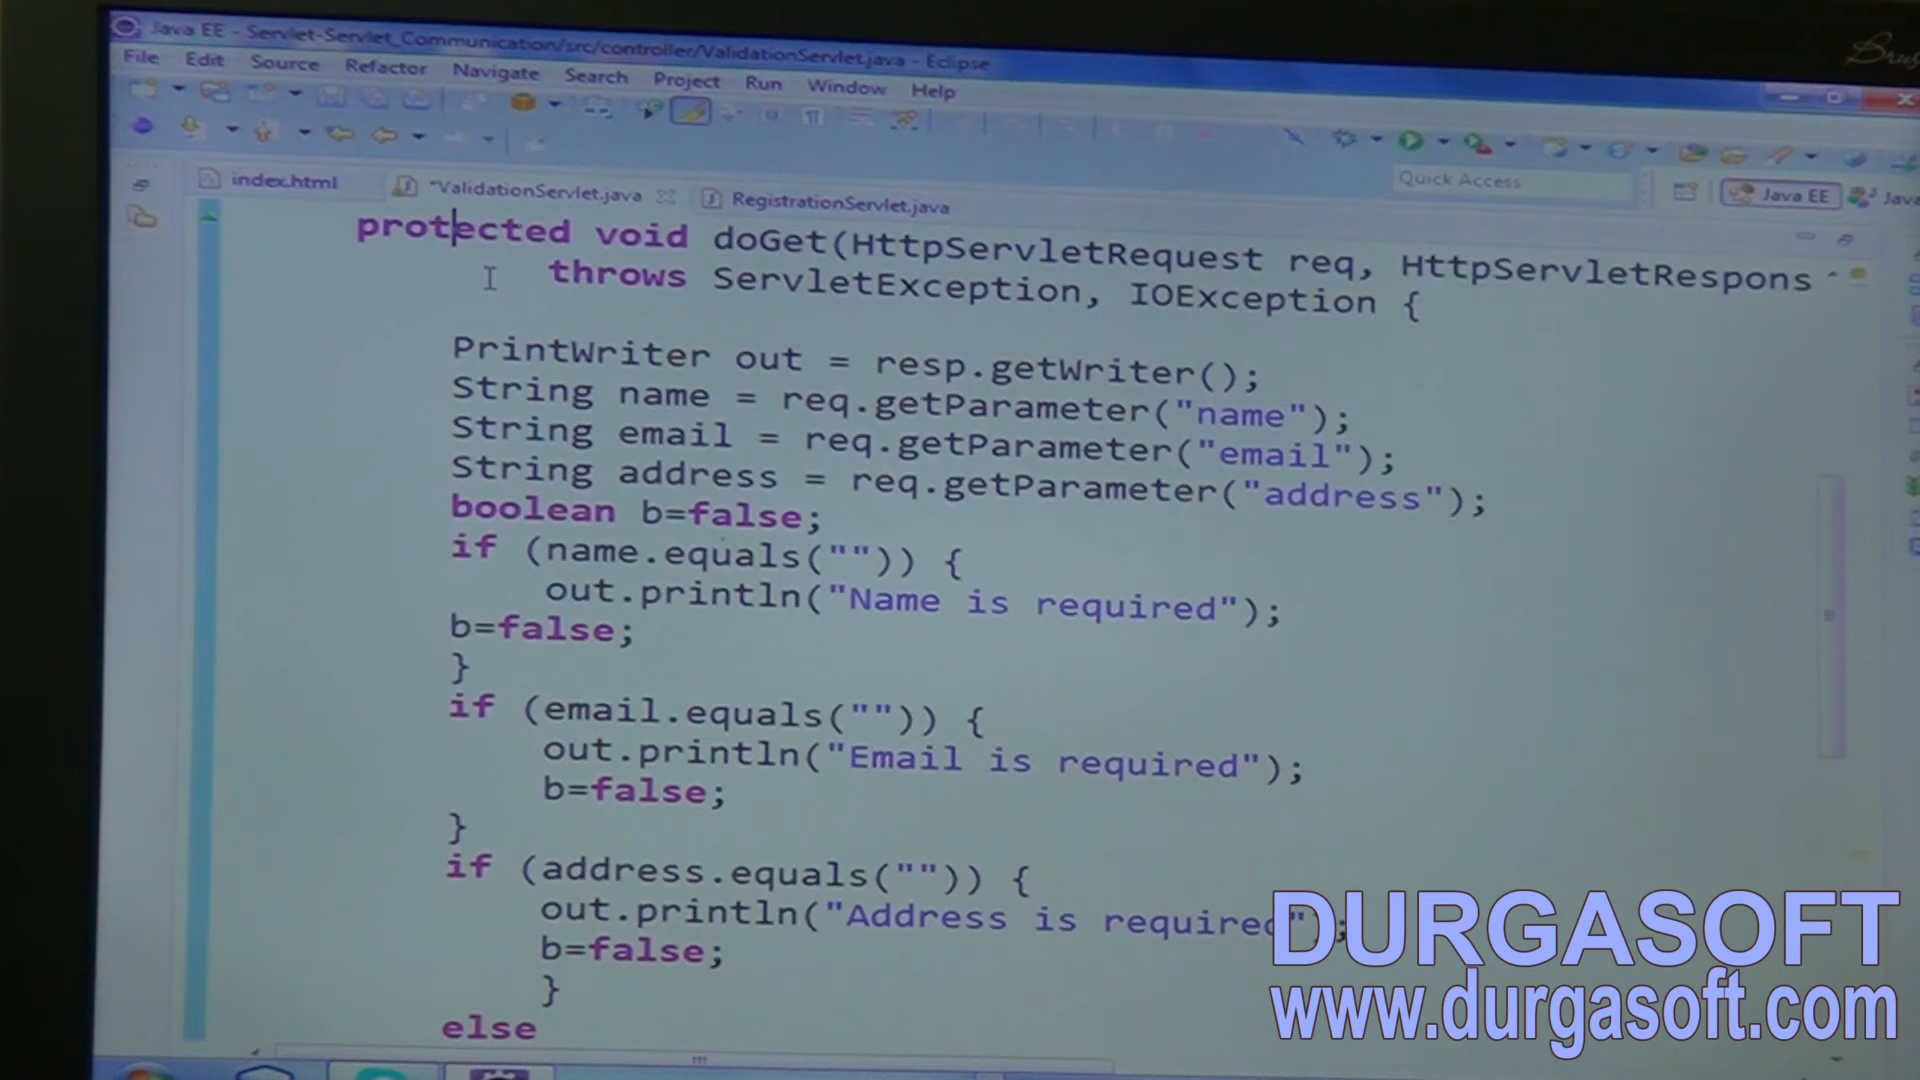 Java EE - Servlet-Servlet_Communication/src/controller/ValidationServlet.java - Eclipse
File Edit Source Refactor Navigate Search Project Run Window Help
Quick Access
Java EE
Java
index.html
*ValidationServlet.java
RegistrationServlet.java
protected void doGet(HttpServletRequest req, HttpServletRespons
throws ServletException, IOException {
PrintWriter out = resp.getWriter();
String name = req.getParameter("name");
String email = req.getParameter("email");
String address = req.getParameter("address");
boolean b=false;
if (name.equals("")) {
out.println("Name is required");
b=false;
}
if (email.equals("")) {
out.println("Email is required");
b=false;
}
if (address.equals("")) {
out.println("Address is required");
b=false;
}
else
DURGASOFT
www.durgasoft.com